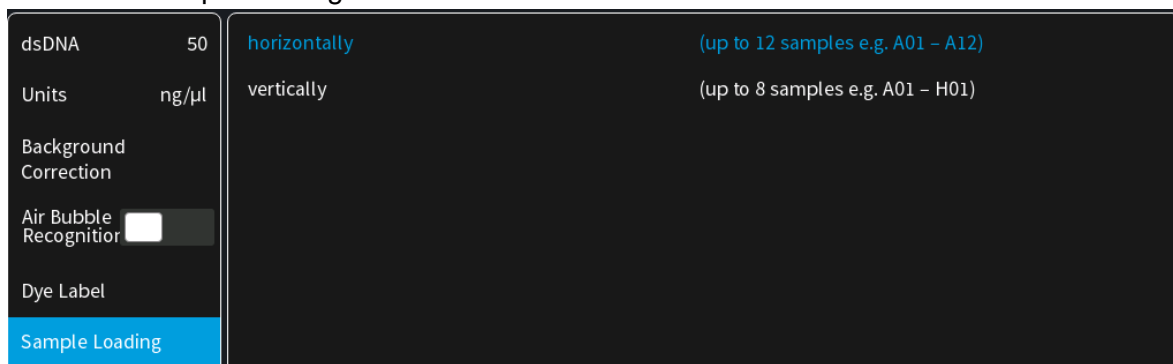 dsDNA 50
Units ng/µl
Background
Correction
Air Bubble
Recognition
Dye Label
Sample Loading
horizontally (up to 12 samples e.g. A01 – A12)
vertically (up to 8 samples e.g. A01 – H01)